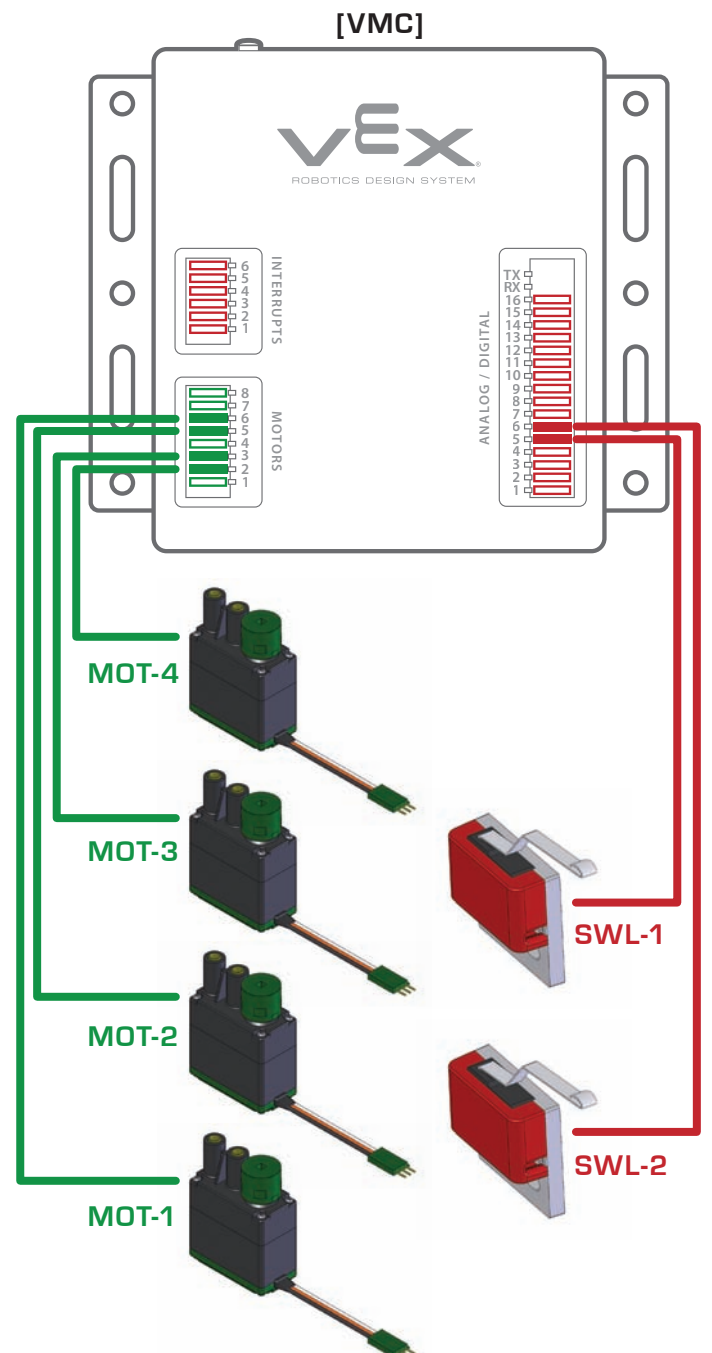 [VMC]
vEx®
ROBOTICS DESIGN SYSTEM
INTERRUPTS
6
5
4
3
2
1
MOTORS
8
7
6
5
4
3
2
1
ANALOG / DIGITAL
TX
RX
16
15
14
13
12
11
10
9
8
7
6
5
4
3
2
1
MOT-4
MOT-3
SWL-1
MOT-2
SWL-2
MOT-1